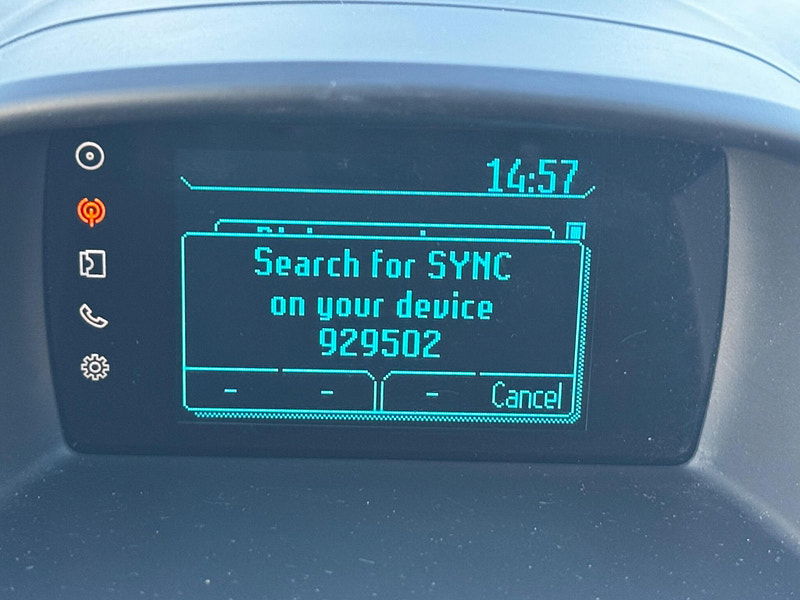 14:57
Search for SYNC
on your device
929502
- - - Cancel